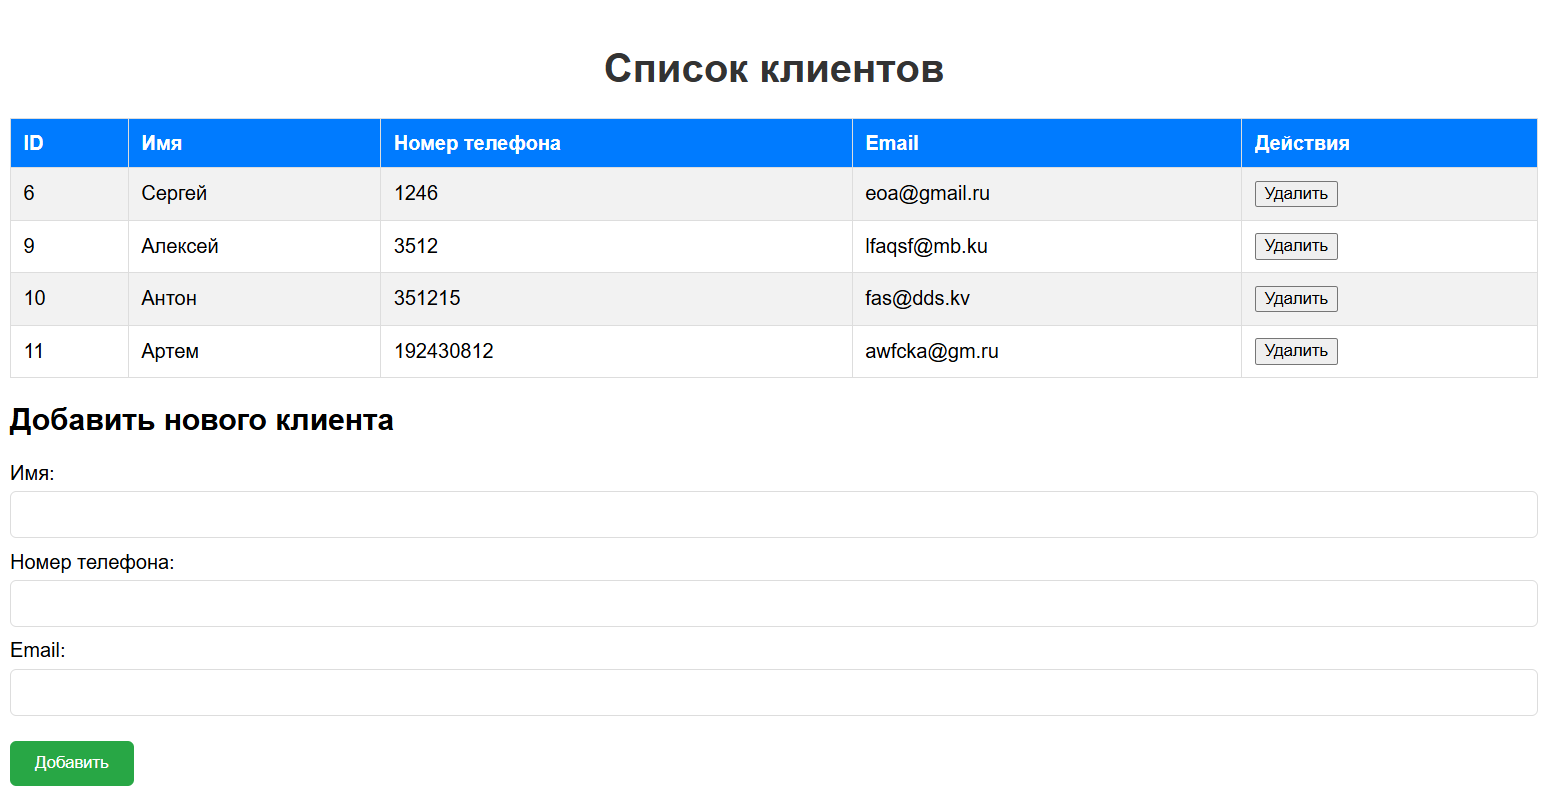 Список клиентов
ID Имя Номер телефона Email Действия
6 Сергей 1246 eoa@gmail.ru Удалить
9 Алексей 3512 lfaqsf@mb.ku Удалить
10 Антон 351215 fas@dds.kv Удалить
11 Артем 192430812 awfcka@gm.ru Удалить
Добавить нового клиента
Имя:
Номер телефона:
Email:
Добавить